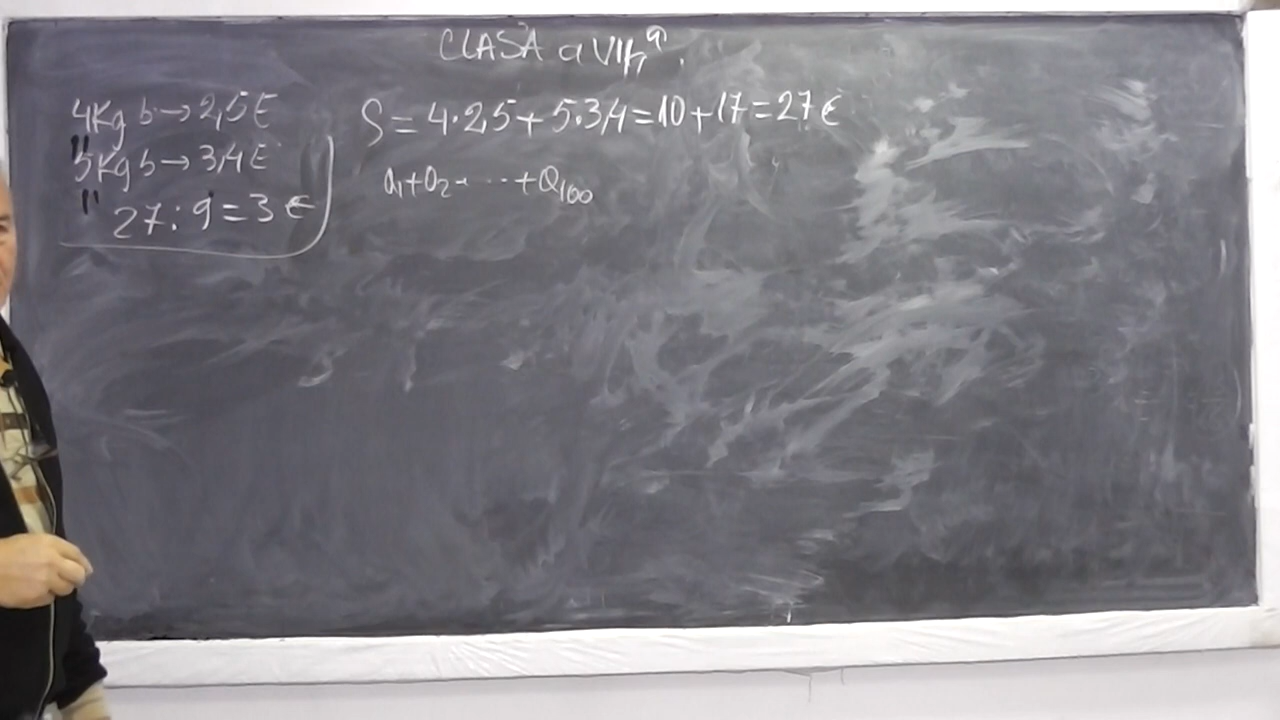 CLASA a VII-a
4Kg b → 2,5 €
5Kg b → 3,4 €
27 : 9 = 3 €
S = 4·2,5 + 5·3,4 = 10 + 17 = 27 €
a₁ + a₂ + ... + a₁₀₀